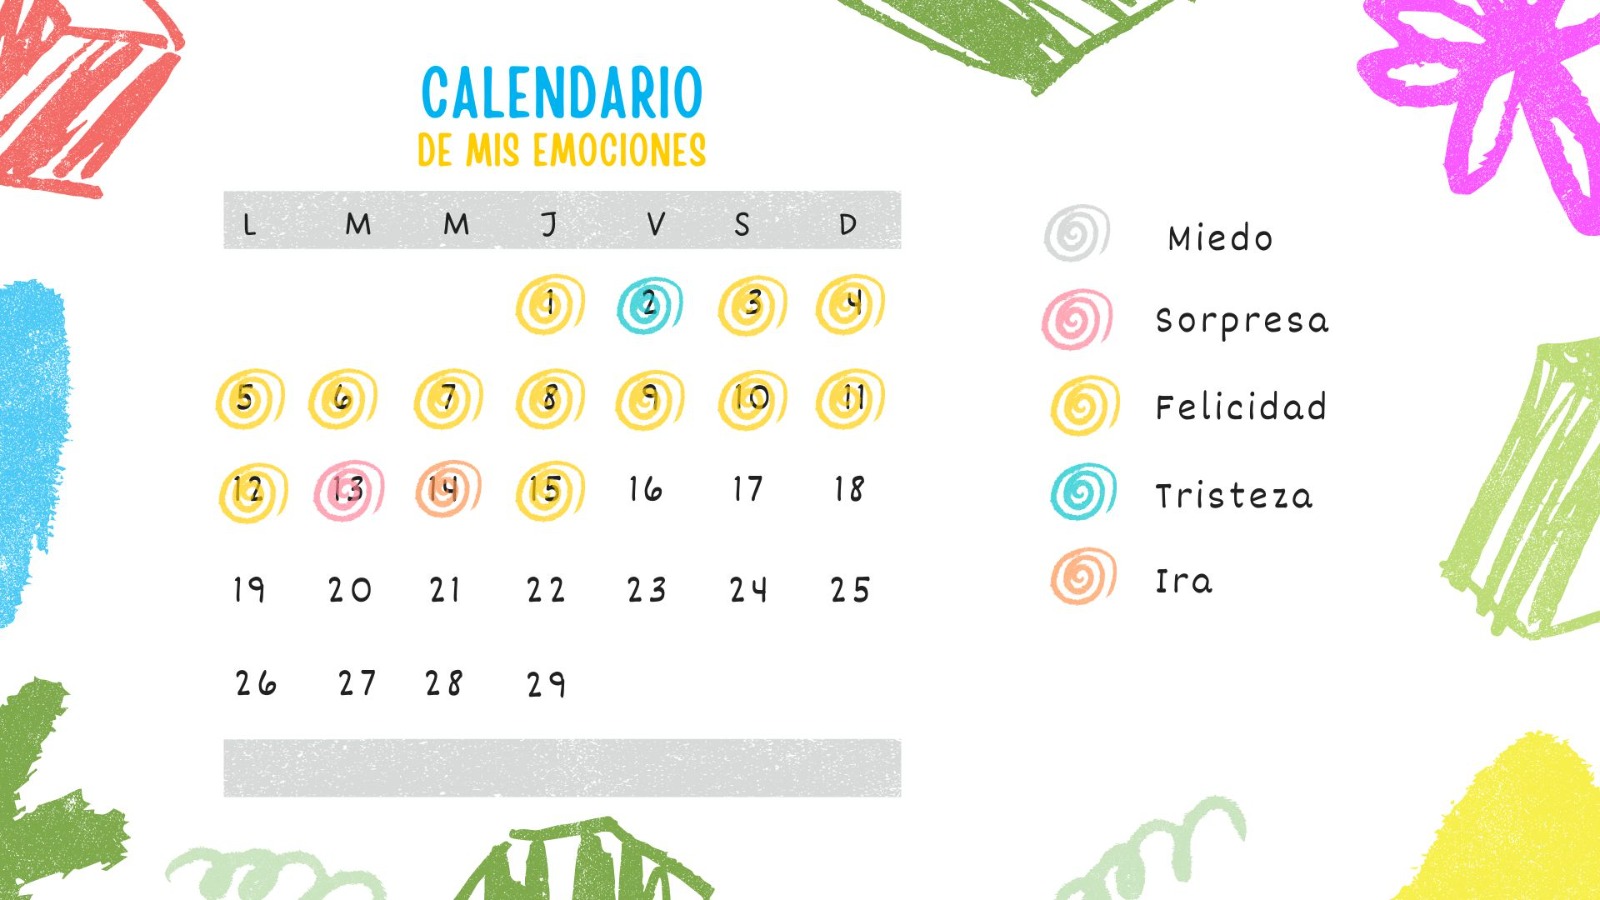 CALENDARIO
DE MIS EMOCIONES
L M M J V S D
1 2 3 4
5 6 7 8 9 10 11
12 13 14 15 16 17 18
19 20 21 22 23 24 25
26 27 28 29
Miedo
Sorpresa
Felicidad
Tristeza
Ira